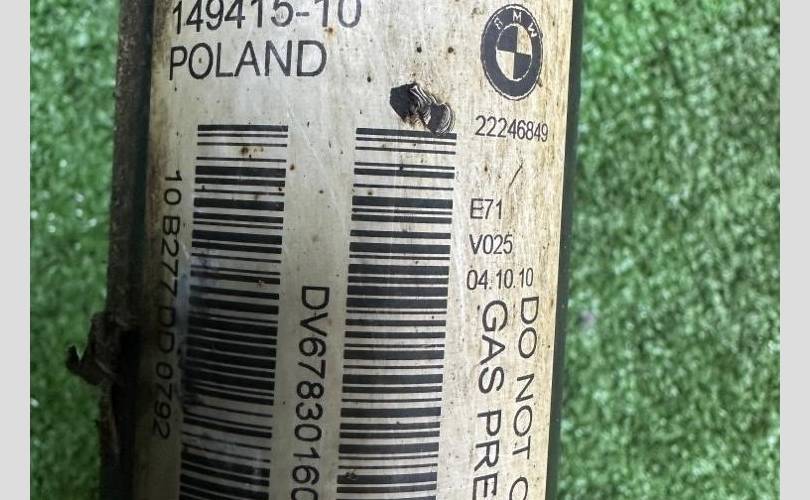 149415-10
POLAND
BMW
22246849
E71
V025
04.10.10
DO NOT O
GAS PRE
DV67830160
10 B277 DD 0792